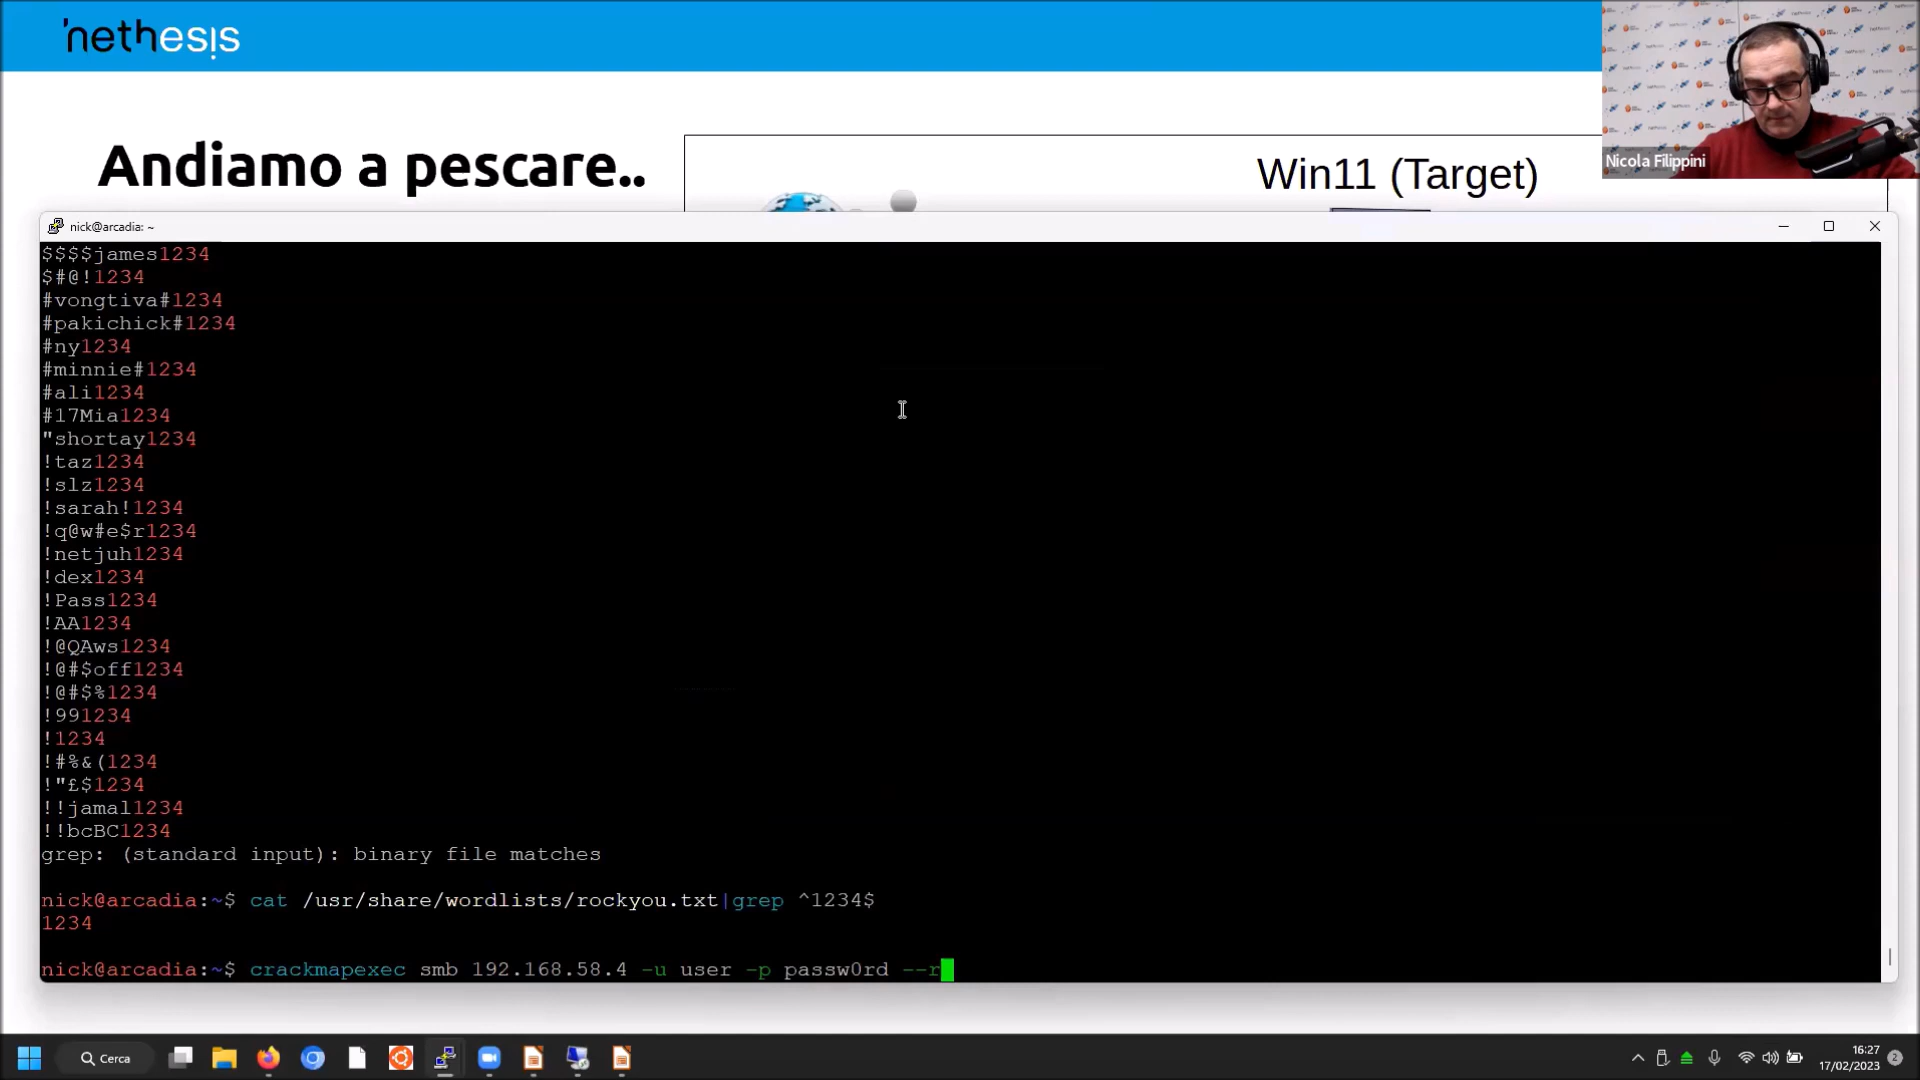 nethesis
Andiamo a pescare..
Win11 (Target)
Nicola Filippini
nick@arcadia: ~
$$$$james1234
$#@!1234
#vongtiva#1234
#pakichick#1234
#ny1234
#minnie#1234
#ali1234
#17Mia1234
"shortay1234
!taz1234
!slz1234
!sarah!1234
!q@w#e$r1234
!netjuh1234
!dex1234
!Pass1234
!AA1234
!@QAws1234
!@#$off1234
!@#$%1234
!991234
!1234
!#%&(1234
!"£$1234
!!jamal1234
!!bcBC1234
grep: (standard input): binary file matches
nick@arcadia:~$ cat /usr/share/wordlists/rockyou.txt|grep ^1234$
1234
nick@arcadia:~$ crackmapexec smb 192.168.58.4 -u user -p passw0rd --r
Cerca
16:27
17/02/2023
2